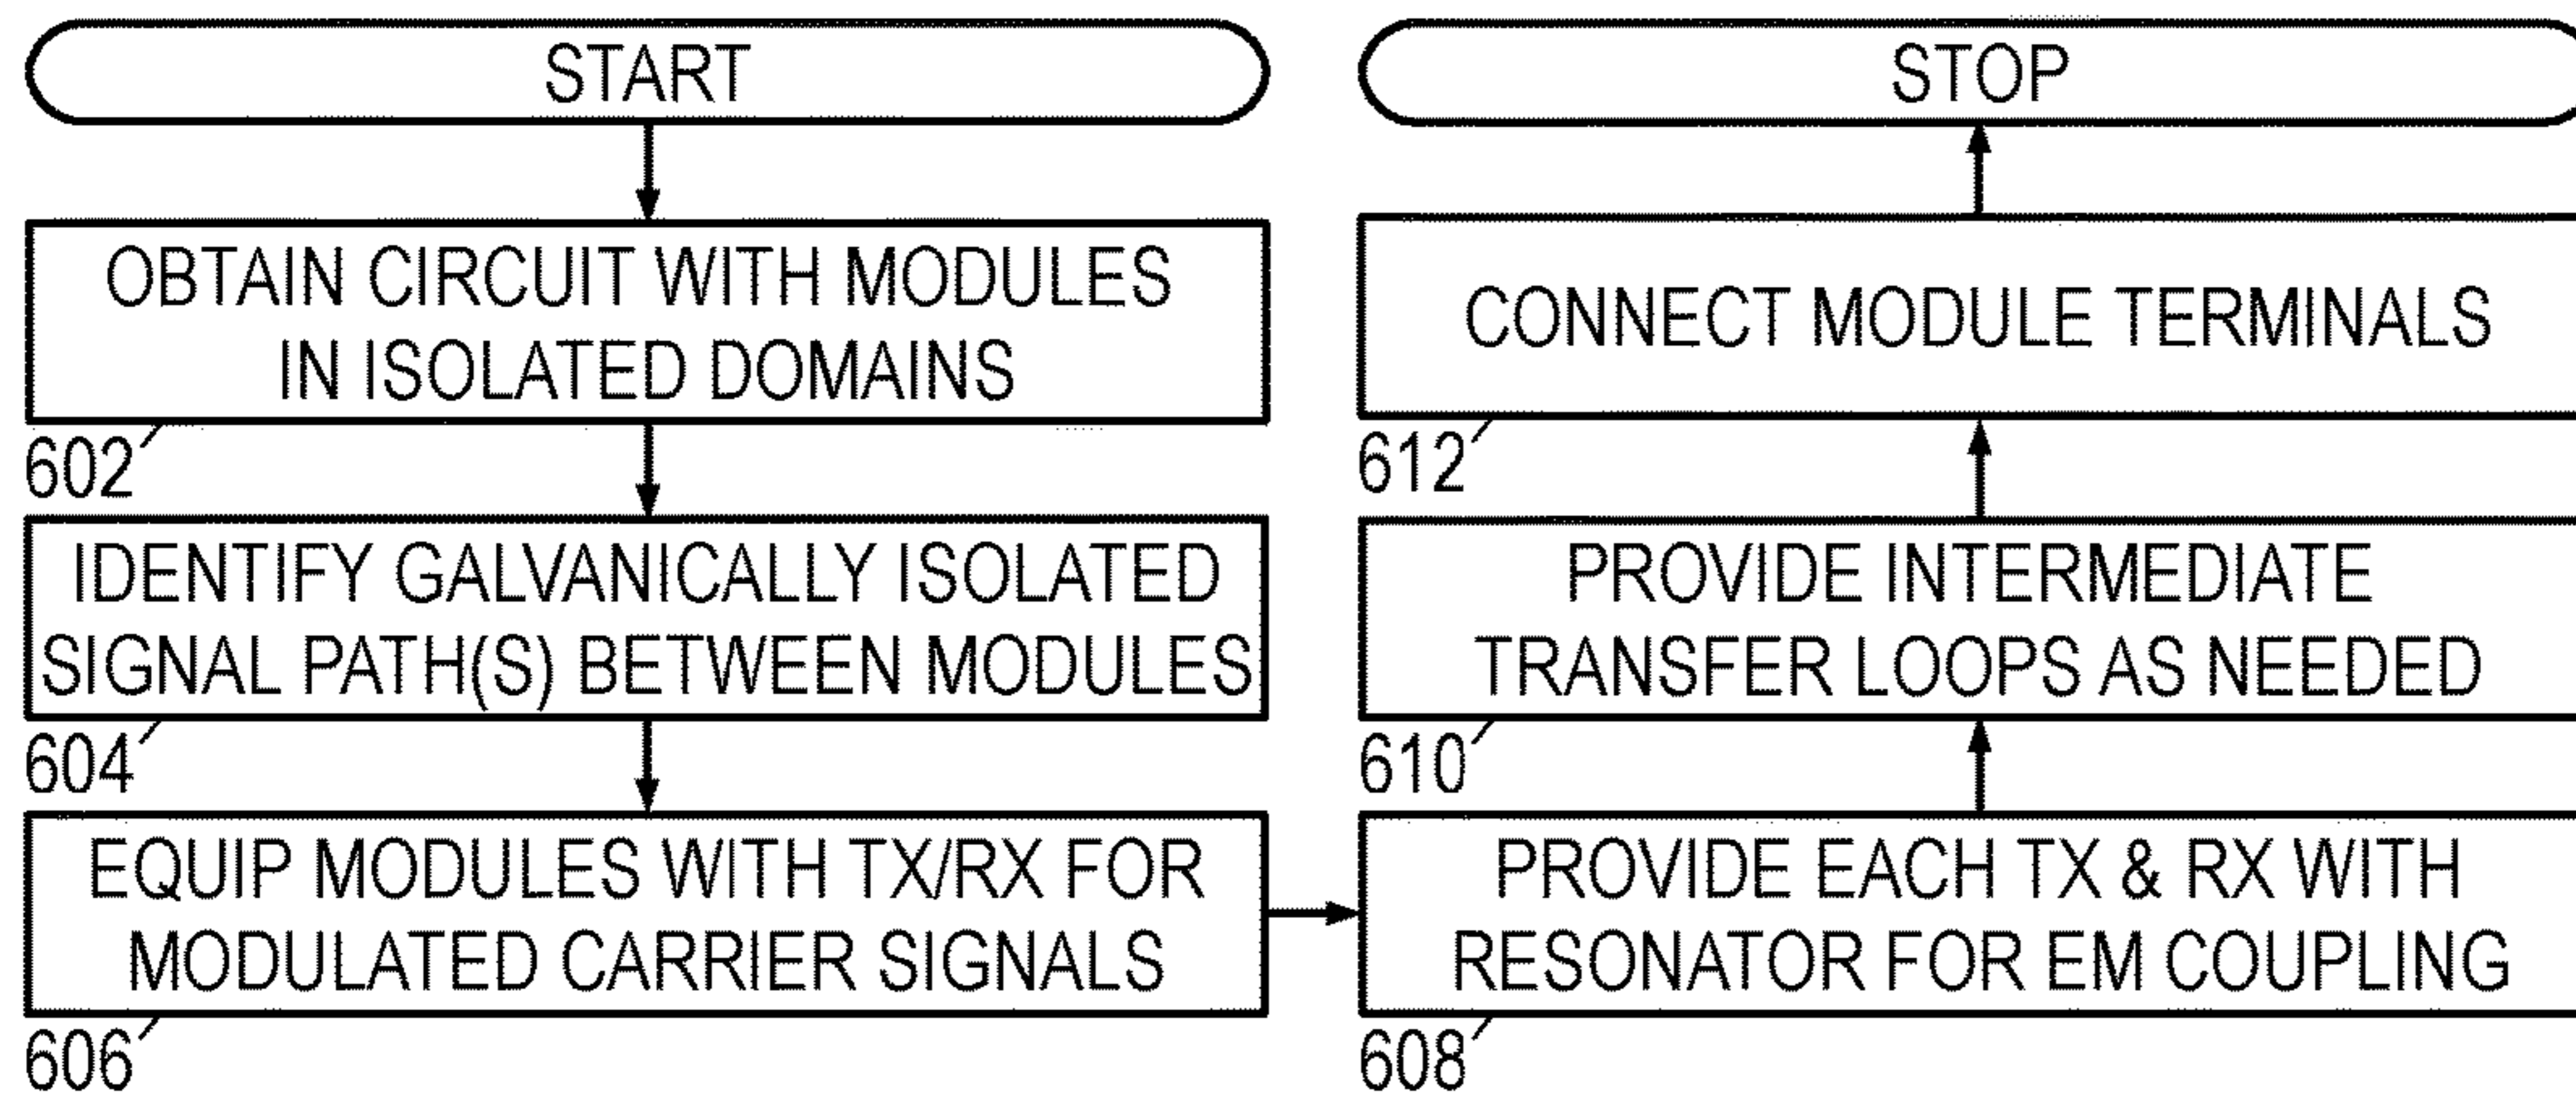 START
OBTAIN CIRCUIT WITH MODULES
IN ISOLATED DOMAINS
602
IDENTIFY GALVANICALLY ISOLATED
SIGNAL PATH(S) BETWEEN MODULES
604
EQUIP MODULES WITH TX/RX FOR
MODULATED CARRIER SIGNALS
606
PROVIDE EACH TX & RX WITH
RESONATOR FOR EM COUPLING
608
PROVIDE INTERMEDIATE
TRANSFER LOOPS AS NEEDED
610
CONNECT MODULE TERMINALS
612
STOP